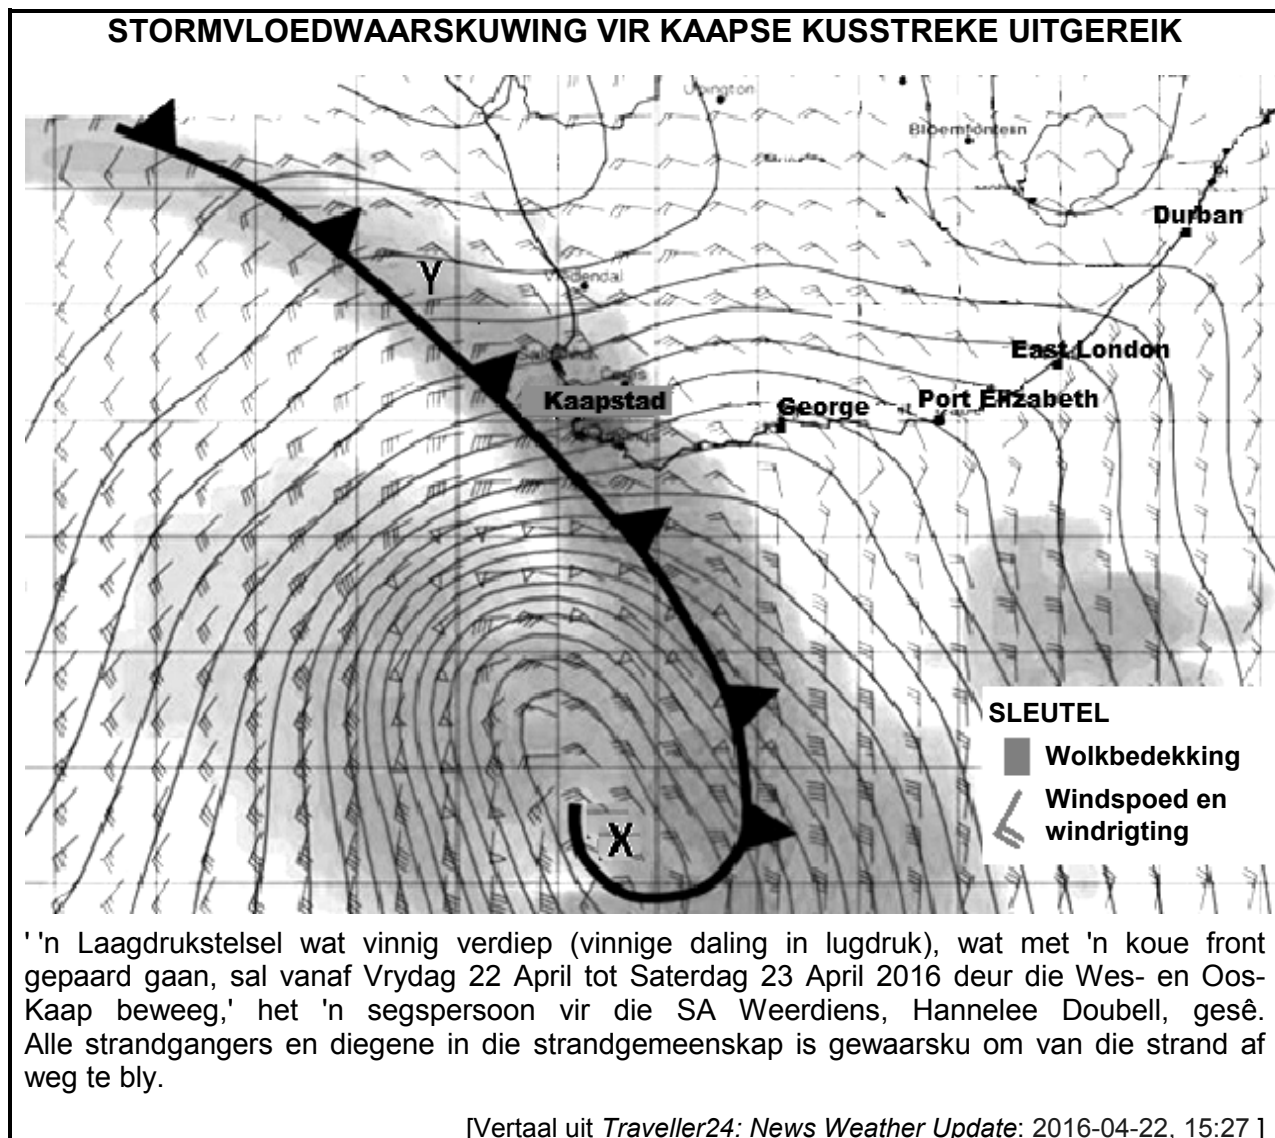 STORMVLOEDWAARSKUWING VIR KAAPSE KUSSTREKE UITGEREIK
Upington
Bloemfontein
Durban
Y
Vredendal
East London
Kaapstad
George
Port Elizabeth
SLEUTEL
Wolkbedekking
Windspoed en
windrigting
X
' 'n Laagdrukstelsel wat vinnig verdiep (vinnige daling in lugdruk), wat met 'n koue front
gepaard gaan, sal vanaf Vrydag 22 April tot Saterdag 23 April 2016 deur die Wes- en Oos-
Kaap beweeg,' het 'n segspersoon vir die SA Weerdiens, Hannelee Doubell, gesê.
Alle strandgangers en diegene in die strandgemeenskap is gewaarsku om van die strand af
weg te bly.
[Vertaal uit Traveller24: News Weather Update: 2016-04-22, 15:27 ]